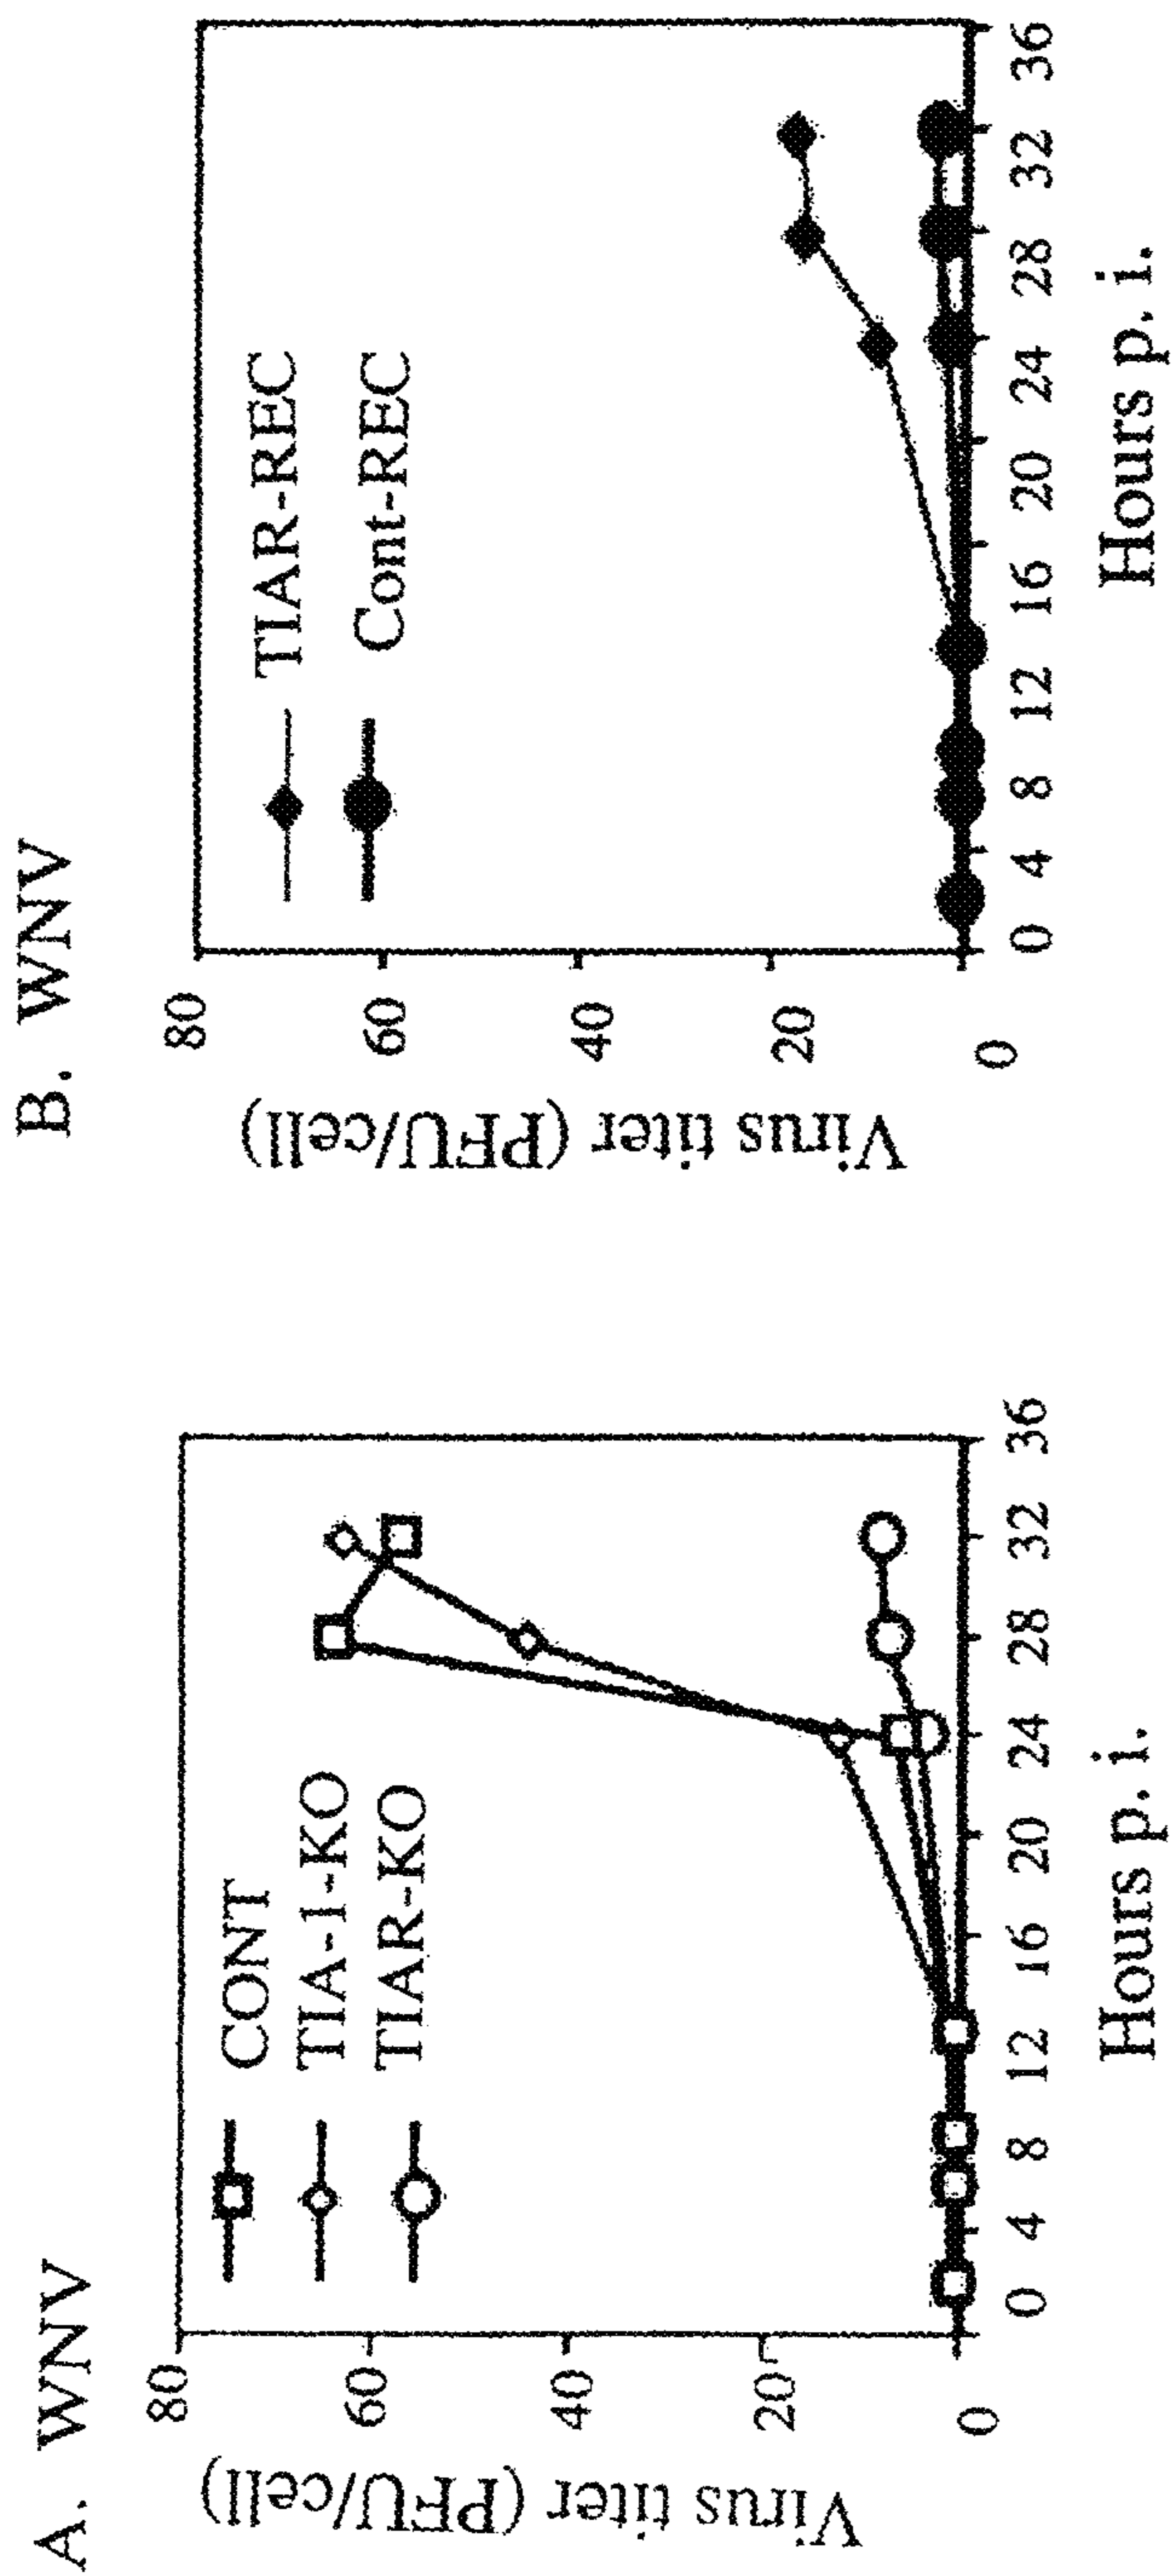 A. WNV
Virus titer (PFU/cell)
80
60
40
20
0
CONT
TIA-1-KO
TIAR-KO
0 4 8 12 16 20 24 28 32 36
Hours p. i.
B. WNV
Virus titer (PFU/cell)
80
60
40
20
0
TIAR-REC
Cont-REC
0 4 8 12 16 20 24 28 32 36
Hours p. i.